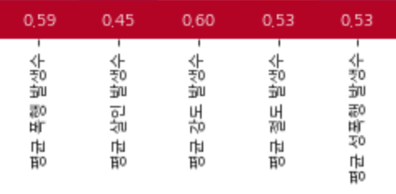 0.59 0.45 0.60 0.53 0.53
평균 폭행 발생수
평균 살인 발생수
평균 강도 발생수
평균 절도 발생수
평균 성폭행 발생수